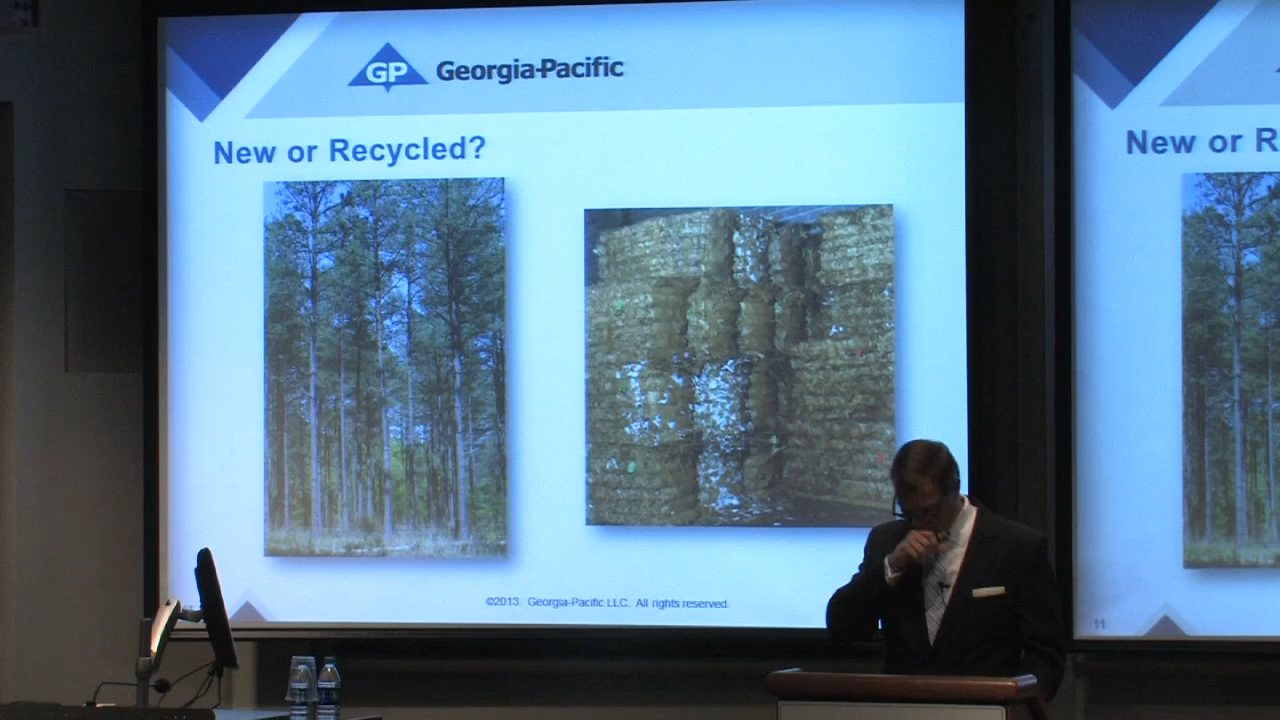 GP Georgia-Pacific
New or Recycled?
©2013. Georgia-Pacific LLC. All rights reserved.
New or R
11